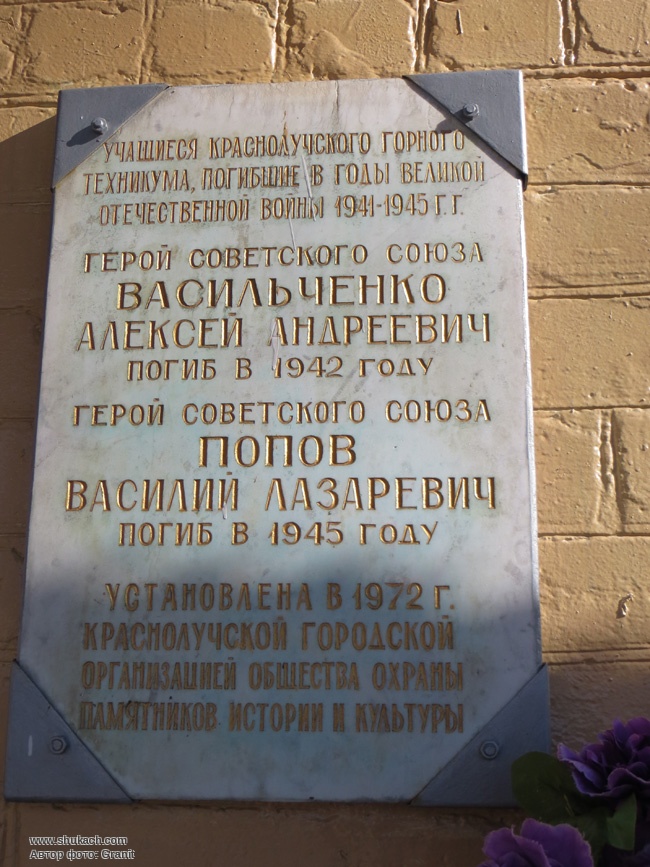 УЧАЩИЕСЯ КРАСНОЛУЧСКОГО ГОРНОГО
ТЕХНИКУМА, ПОГИБШИЕ В ГОДЫ ВЕЛИКОЙ
ОТЕЧЕСТВЕННОЙ ВОЙНЫ 1941-1945 Г.Г.
ГЕРОЙ СОВЕТСКОГО СОЮЗА
ВАСИЛЬЧЕНКО
АЛЕКСЕЙ АНДРЕЕВИЧ
ПОГИБ В 1942 ГОДУ
ГЕРОЙ СОВЕТСКОГО СОЮЗА
ПОПОВ
ВАСИЛИЙ ЛАЗАРЕВИЧ
ПОГИБ В 1945 ГОДУ
УСТАНОВЛЕНА В 1972 Г.
КРАСНОЛУЧСКОЙ ГОРОДСКОЙ
ОРГАНИЗАЦИЕЙ ОБЩЕСТВА ОХРАНЫ
ПАМЯТНИКОВ ИСТОРИИ И КУЛЬТУРЫ
www.shukach.com
Автор фото: Granit